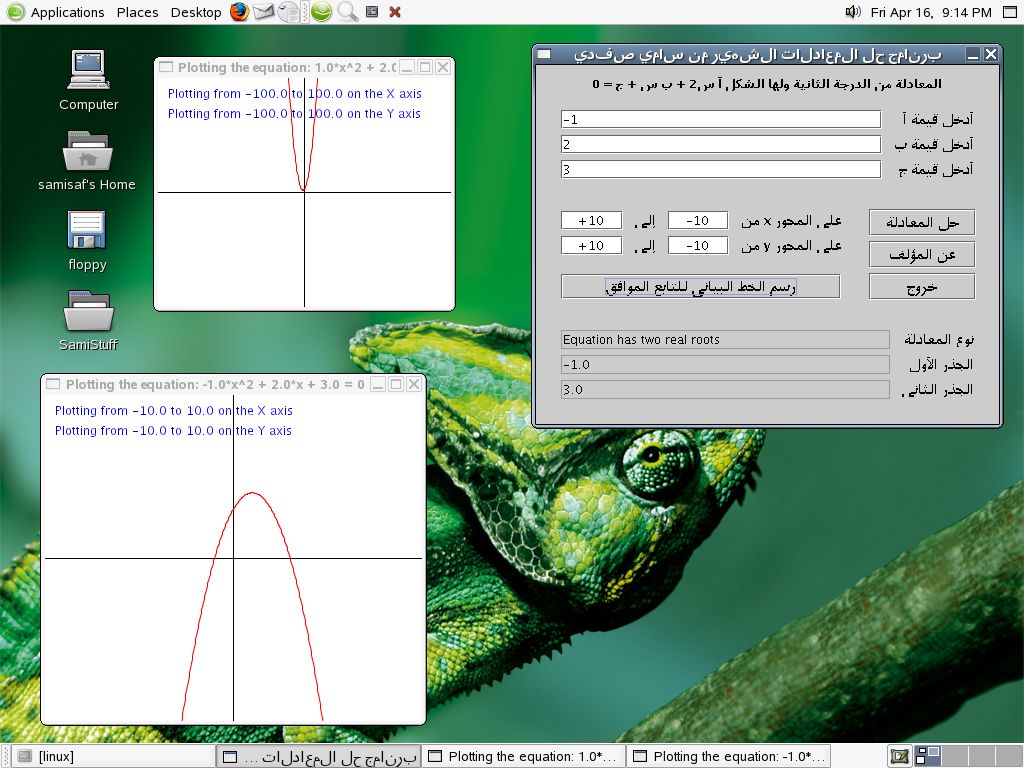 Applications Places Desktop
Fri Apr 16, 9:14 PM
Computer
samisaf's Home
floppy
SamiStuff
Plotting the equation: 1.0*x^2 + 2.0
Plotting from -100.0 to 100.0 on the X axis
Plotting from -100.0 to 100.0 on the Y axis
Plotting the equation: -1.0*x^2 + 2.0*x + 3.0 = 0
Plotting from -10.0 to 10.0 on the X axis
Plotting from -10.0 to 10.0 on the Y axis
برنامج حل المعادلات الشهير من سامي صفدي
المعادلة من الدرجة الثانية ولها الشكل آ س2 + ب س + ج = 0
أدخل قيمة آ -1
أدخل قيمة ب 2
أدخل قيمة ج 3
على المحور x من -10 إلى +10
على المحور y من -10 إلى +10
حل المعادلة
عن المؤلف
خروج
رسم الخط البياني للتابع الموافق
نوع المعادلة Equation has two real roots
الجذر الأول -1.0
الجذر الثاني 3.0
[linux]
برنامج حل المعادلات ...
Plotting the equation: 1.0*...
Plotting the equation: -1.0*...